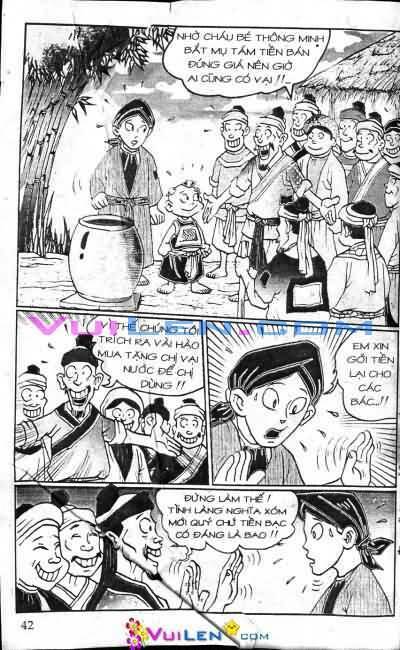 NHỜ CHÁU BÉ THÔNG MINH
BẮT MỤ TÁM TIỀN BÁN
ĐÚNG GIÁ NÊN GIỜ
AI CŨNG CÓ VẠI !!
VUILEN.COM
VÌ THẾ CHÚNG TÔI
TRÍCH RA VÀI HÀO
MUA TẶNG CHỊ VẠI
NƯỚC ĐỂ CHỊ
DÙNG !!
EM XIN
GỞI TIỀN
LẠI CHO
CÁC
BÁC..!!
ĐỪNG LÀM THẾ !
TÌNH LÀNG NGHĨA XÓM
MỚI QUÝ CHỨ TIỀN BẠC
CÓ ĐÁNG LÀ BAO !!
42
VUILEN.COM